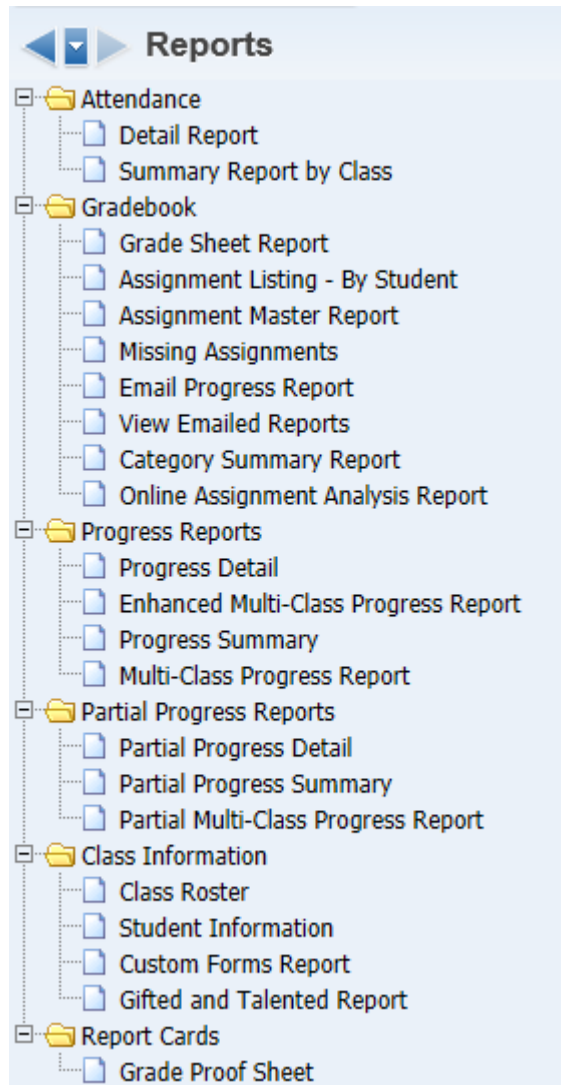 Reports
Attendance
Detail Report
Summary Report by Class
Gradebook
Grade Sheet Report
Assignment Listing - By Student
Assignment Master Report
Missing Assignments
Email Progress Report
View Emailed Reports
Category Summary Report
Online Assignment Analysis Report
Progress Reports
Progress Detail
Enhanced Multi-Class Progress Report
Progress Summary
Multi-Class Progress Report
Partial Progress Reports
Partial Progress Detail
Partial Progress Summary
Partial Multi-Class Progress Report
Class Information
Class Roster
Student Information
Custom Forms Report
Gifted and Talented Report
Report Cards
Grade Proof Sheet